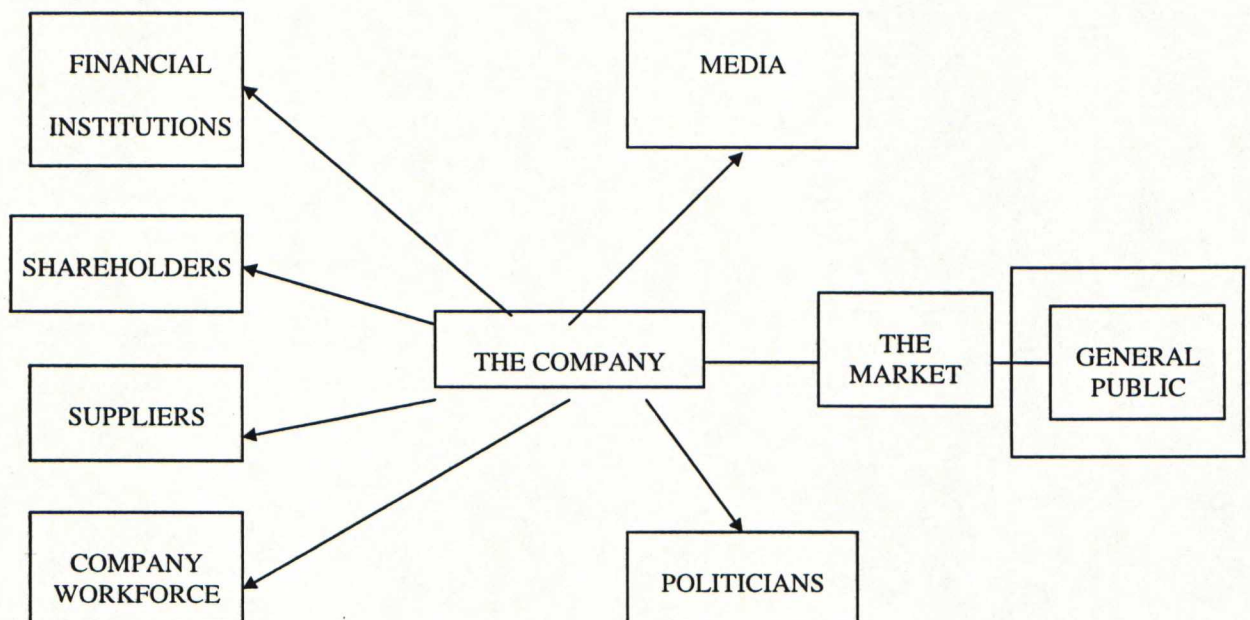 FINANCIAL
INSTITUTIONS
MEDIA
SHAREHOLDERS
THE COMPANY
THE
MARKET
GENERAL
PUBLIC
SUPPLIERS
COMPANY
WORKFORCE
POLITICIANS